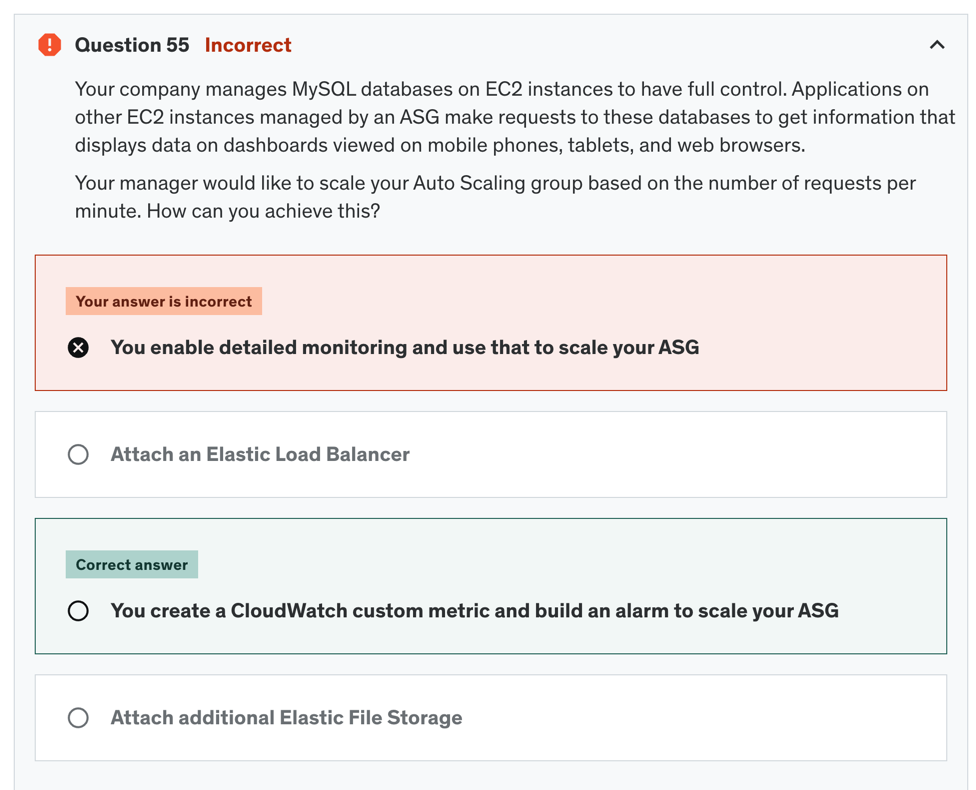 Question 55 Incorrect
Your company manages MySQL databases on EC2 instances to have full control. Applications on
other EC2 instances managed by an ASG make requests to these databases to get information that
displays data on dashboards viewed on mobile phones, tablets, and web browsers.
Your manager would like to scale your Auto Scaling group based on the number of requests per
minute. How can you achieve this?
Your answer is incorrect
You enable detailed monitoring and use that to scale your ASG
Attach an Elastic Load Balancer
Correct answer
You create a CloudWatch custom metric and build an alarm to scale your ASG
Attach additional Elastic File Storage